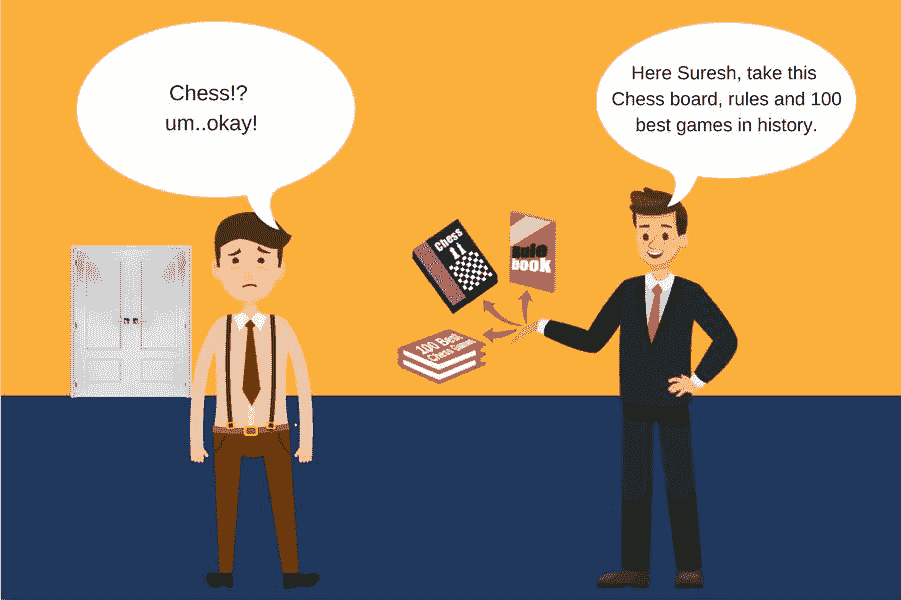 Chess!?
um..okay!
Here Suresh, take this
Chess board, rules and 100
best games in history.
Chess
11
Rule
book
100 Best
Chess Games